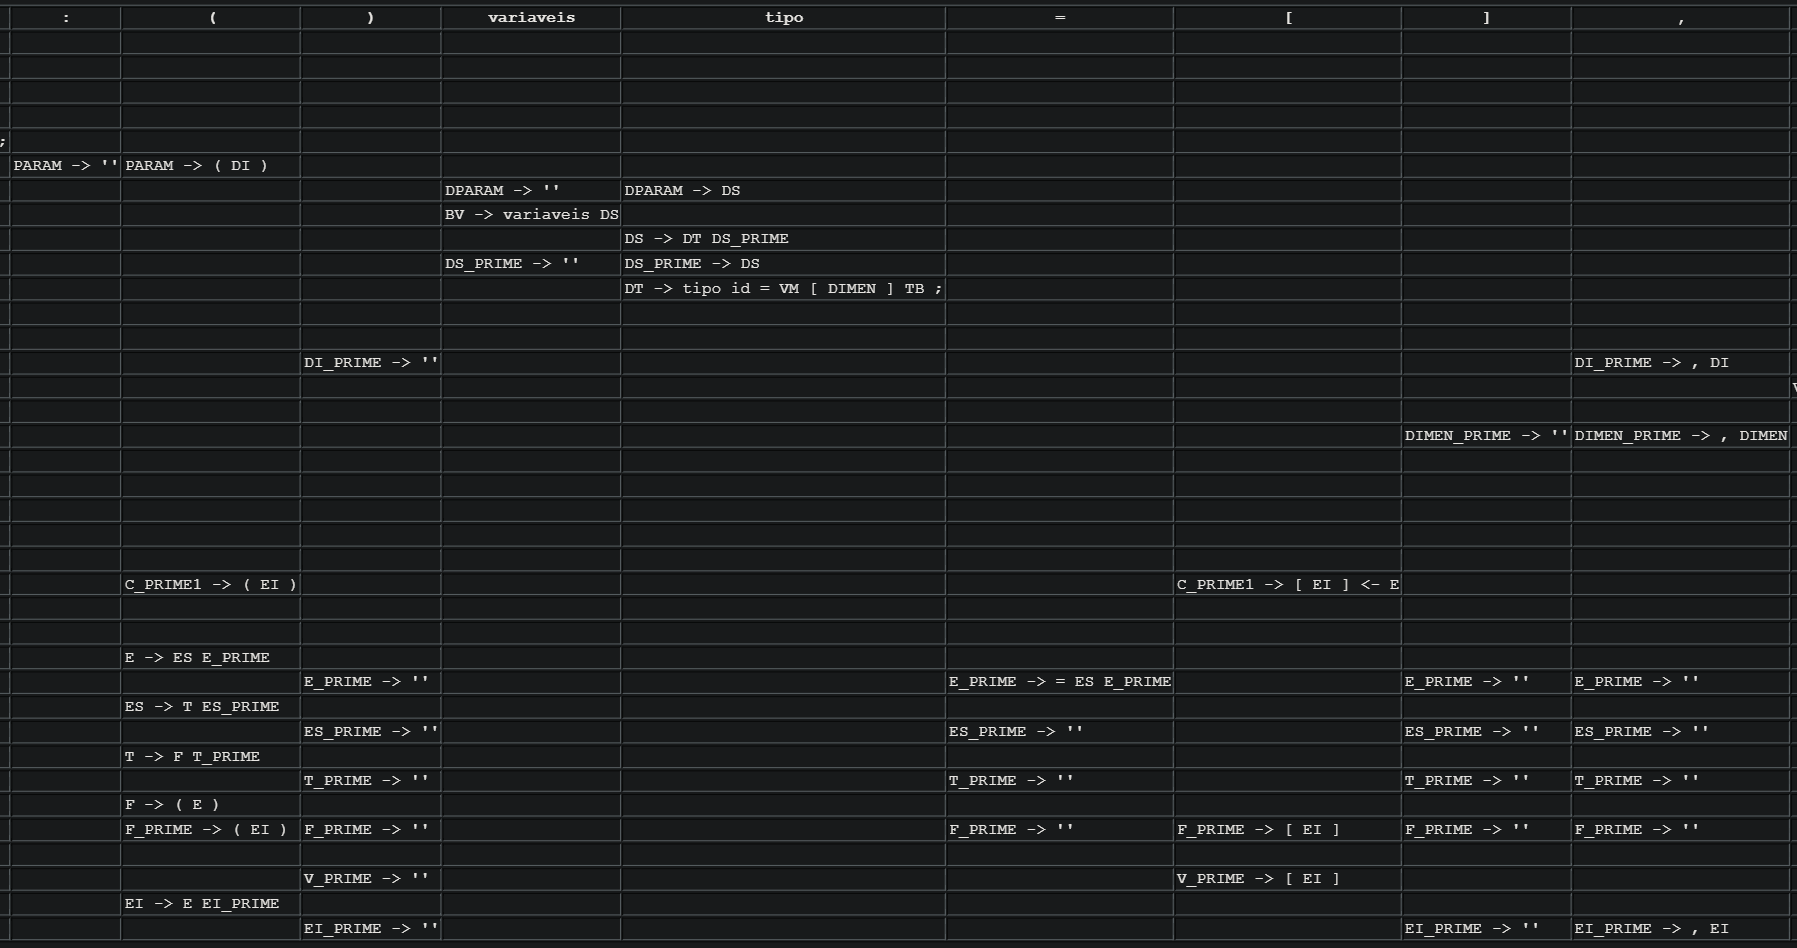 : ( ) variaveis tipo = [ ] ,
;
PARAM -> '' PARAM -> ( DI )
DPARAM -> '' DPARAM -> DS
BV -> variaveis DS
DS -> DT DS_PRIME
DS_PRIME -> '' DS_PRIME -> DS
DT -> tipo id = VM [ DIMEN ] TB ;
DI_PRIME -> '' DI_PRIME -> , DI
DIMEN_PRIME -> '' DIMEN_PRIME -> , DIMEN
C_PRIME1 -> ( EI ) C_PRIME1 -> [ EI ] <- E
E -> ES E_PRIME
E_PRIME -> '' E_PRIME -> = ES E_PRIME E_PRIME -> '' E_PRIME -> ''
ES -> T ES_PRIME
ES_PRIME -> '' ES_PRIME -> '' ES_PRIME -> '' ES_PRIME -> ''
T -> F T_PRIME
T_PRIME -> '' T_PRIME -> '' T_PRIME -> '' T_PRIME -> ''
F -> ( E )
F_PRIME -> ( EI ) F_PRIME -> '' F_PRIME -> '' F_PRIME -> [ EI ] F_PRIME -> '' F_PRIME -> ''
V_PRIME -> '' V_PRIME -> [ EI ]
EI -> E EI_PRIME
EI_PRIME -> '' EI_PRIME -> '' EI_PRIME -> , EI